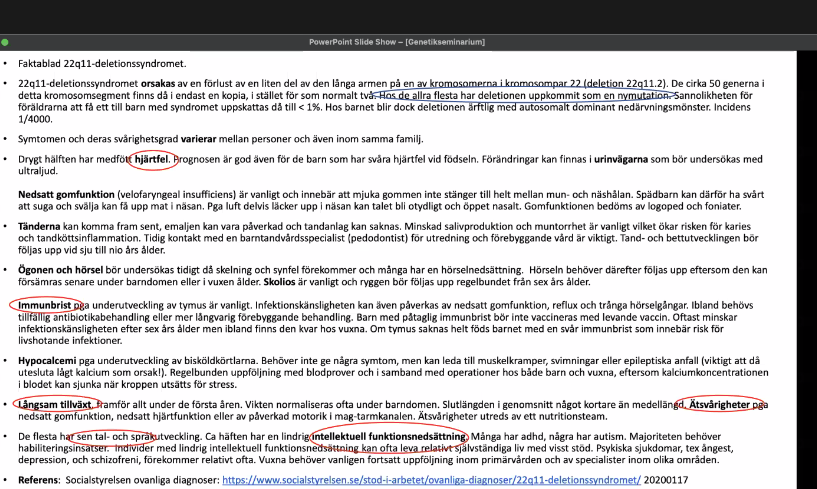 PowerPoint Slide Show – [Genetikseminarium]
• Faktablad 22q11-deletionssyndromet.
• 22q11-deletionssyndromet orsakas av en förlust av en liten del av den långa armen på en av kromosomerna i kromosompar 22 (deletion 22q11.2). De cirka 50 generna i
detta kromosomsegment finns då i endast en kopia, i stället för som normalt två. Hos de allra flesta har deletionen uppkommit som en nymutation. Sannolikheten för
föräldrarna att få ett till barn med syndromet uppskattas då till < 1%. Hos barnet blir dock deletionen ärftlig med autosomalt dominant nedärvningsmönster. Incidens
1/4000.
• Symtomen och deras svårighetsgrad varierar mellan personer och även inom samma familj.
• Drygt hälften har medfött hjärtfel. Prognosen är god även för de barn som har svåra hjärtfel vid födseln. Förändringar kan finnas i urinvägarna som bör undersökas med
ultraljud.
Nedsatt gomfunktion (velofaryngeal insufficiens) är vanligt och innebär att mjuka gommen inte stänger till helt mellan mun- och näshålan. Spädbarn kan därför ha svårt
att suga och svälja kan få upp mat i näsan. Pga luft delvis läcker upp i näsan kan talet bli otydligt och öppet nasalt. Gomfunktionen bedöms av logoped och foniater.
• Tänderna kan komma fram sent, emaljen kan vara påverkad och tandanlag kan saknas. Minskad salivproduktion och muntorrhet är vanligt vilket ökar risken för karies
och tandköttsinflammation. Tidig kontakt med en barntandvårdsspecialist (pedodontist) för utredning och förebyggande vård är viktigt. Tand- och bettutvecklingen bör
följas upp vid sju till nio års ålder.
• Ögonen och hörsel bör undersökas tidigt då skelning och synfel förekommer och många har en hörselnedsättning.  Hörseln behöver därefter följas upp eftersom den kan
försämras senare under barndomen eller i vuxen ålder. Skolios är vanligt och ryggen bör följas upp regelbundet från sex års ålder.
Immunbrist pga underutveckling av tymus är vanligt. Infektionskänsligheten kan även påverkas av nedsatt gomfunktion, reflux och trånga hörselgångar. Ibland behövs
tillfällig antibiotikabehandling eller mer långvarig förebyggande behandling. Barn med påtaglig immunbrist bör inte vaccineras med levande vaccin. Oftast minskar
infektionskänsligheten efter sex års ålder men ibland finns den kvar hos vuxna. Om tymus saknas helt föds barnet med en svår immunbrist som innebär risk för
livshotande infektioner.
• Hypocalcemi pga underutveckling av bisköldkörtlarna. Behöver inte ge några symtom, men kan leda till muskelkramper, svimningar eller epileptiska anfall (viktigt att då
utesluta lågt kalcium som orsak!). Regelbunden uppföljning med blodprover och i samband med operationer hos både barn och vuxna, eftersom kalciumkoncentrationen
i blodet kan sjunka när kroppen utsätts för stress.
• Långsam tillväxt, framför allt under de första åren. Vikten normaliseras ofta under barndomen. Slutlängden i genomsnitt något kortare än medellängd. Ätsvårigheter pga
nedsatt gomfunktion, nedsatt hjärtfunktion eller av påverkad motorik i mag-tarmkanalen. Ätsvårigheter utreds av ett nutritionsteam.
• De flesta har sen tal- och språkutveckling. Ca häften har en lindrig intellektuell funktionsnedsättning. Många har adhd, några har autism. Majoriteten behöver
habiliteringsinsatser.  Individer med lindrig intellektuell funktionsnedsättning kan ofta leva relativt självständiga liv med visst stöd. Psykiska sjukdomar, tex ångest,
depression, och schizofreni, förekommer relativt ofta. Vuxna behöver vanligen fortsatt uppföljning inom primärvården och av specialister inom olika områden.
• Referens:  Socialstyrelsen ovanliga diagnoser: https://www.socialstyrelsen.se/stod-i-arbetet/ovanliga-diagnoser/22q11-deletionssyndromet/ 20200117